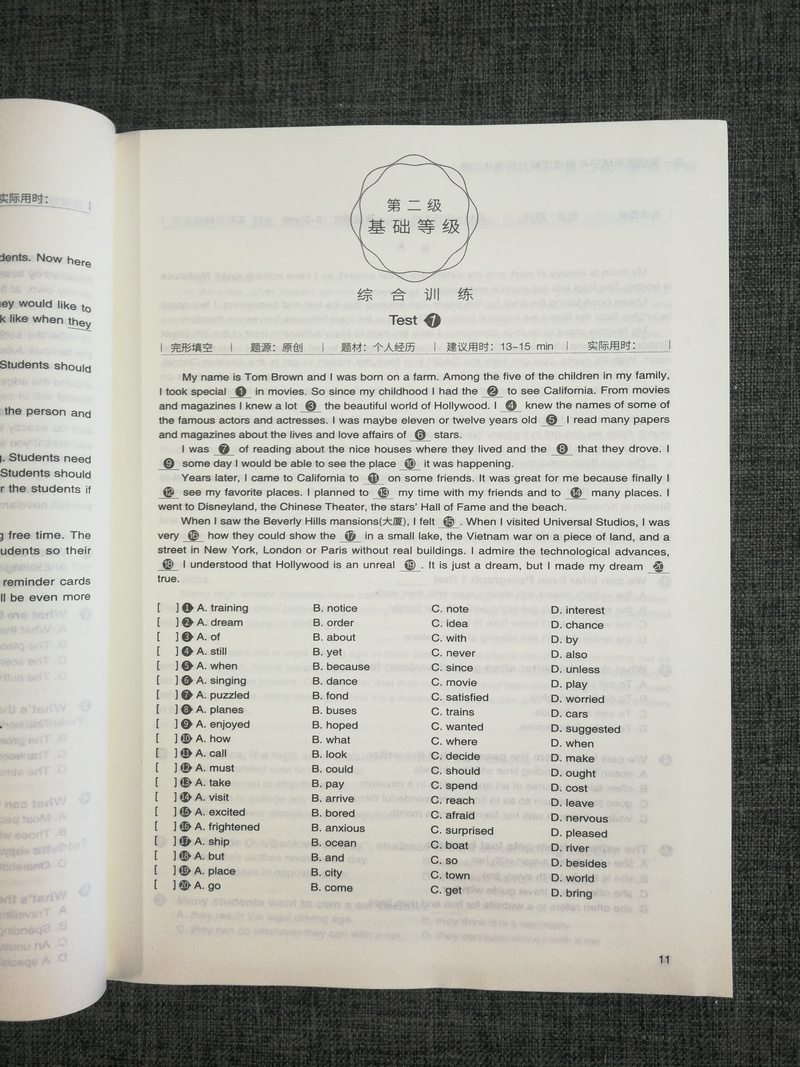 实际用时：
dents. Now here
ey would like to
k like when they
Students should
the person and
. Students need
Students should
r the students if
g free time. The
udents so their
reminder cards
ll be even more
第二级
基础等级
综合训练
Test 1
完形填空 | 题源：原创 | 题材：个人经历 | 建议用时：13-15 min | 实际用时：
My name is Tom Brown and I was born on a farm. Among the five of the children in my family,
I took special 1 in movies. So since my childhood I had the 2 to see California. From movies
and magazines I knew a lot 3 the beautiful world of Hollywood. I 4 knew the names of some of
the famous actors and actresses. I was maybe eleven or twelve years old 5 I read many papers
and magazines about the lives and love affairs of 6 stars.
I was 7 of reading about the nice houses where they lived and the 8 that they drove. I
9 some day I would be able to see the place 10 it was happening.
Years later, I came to California to 11 on some friends. It was great for me because finally I
12 see my favorite places. I planned to 13 my time with my friends and to 14 many places. I
went to Disneyland, the Chinese Theater, the stars' Hall of Fame and the beach.
When I saw the Beverly Hills mansions(大厦), I felt 15 . When I visited Universal Studios, I was
very 16 how they could show the 17 in a small lake, the Vietnam war on a piece of land, and a
street in New York, London or Paris without real buildings. I admire the technological advances,
18 I understood that Hollywood is an unreal 19 . It is just a dream, but I made my dream 20
true.
[ ] 1 A. training B. notice C. note D. interest
[ ] 2 A. dream B. order C. idea D. chance
[ ] 3 A. of B. about C. with D. by
[ ] 4 A. still B. yet C. never D. also
[ ] 5 A. when B. because C. since D. unless
[ ] 6 A. singing B. dance C. movie D. play
[ ] 7 A. puzzled B. fond C. satisfied D. worried
[ ] 8 A. planes B. buses C. trains D. cars
[ ] 9 A. enjoyed B. hoped C. wanted D. suggested
[ ] 10 A. how B. what C. where D. when
[ ] 11 A. call B. look C. decide D. make
[ ] 12 A. must B. could C. should D. ought
[ ] 13 A. take B. pay C. spend D. cost
[ ] 14 A. visit B. arrive C. reach D. leave
[ ] 15 A. excited B. bored C. afraid D. nervous
[ ] 16 A. frightened B. anxious C. surprised D. pleased
[ ] 17 A. ship B. ocean C. boat D. river
[ ] 18 A. but B. and C. so D. besides
[ ] 19 A. place B. city C. town D. world
[ ] 20 A. go B. come C. get D. bring
11